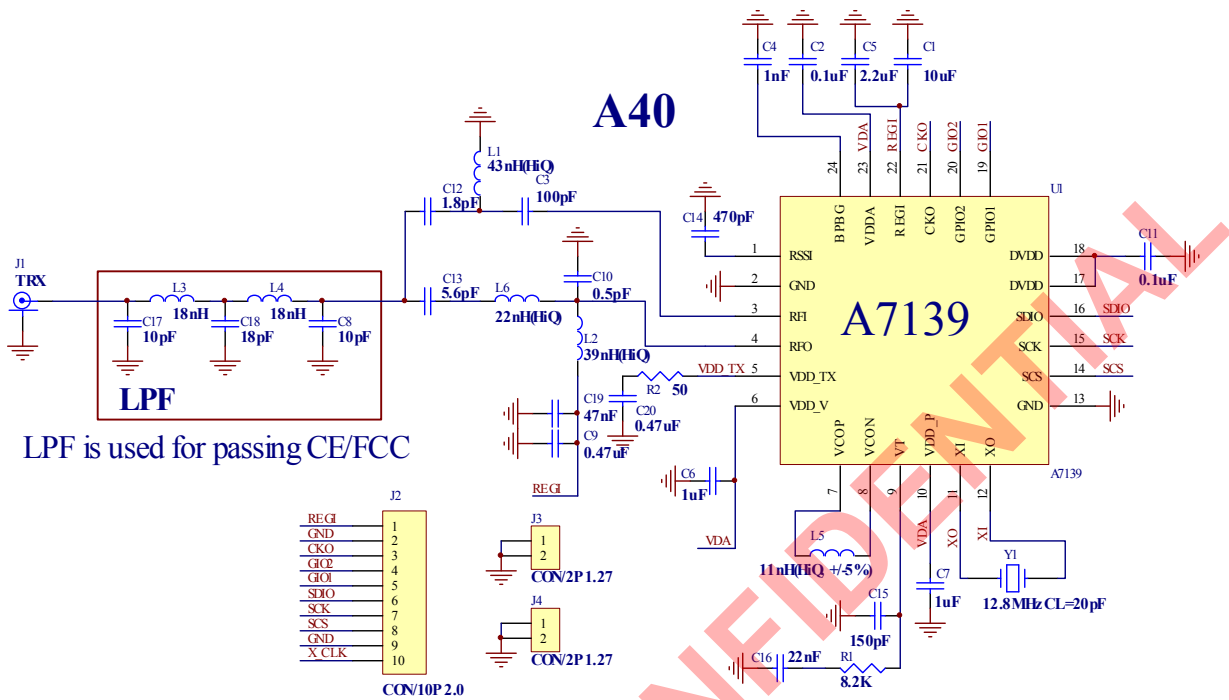 C4
1nF
C2
0.1uF
C5
2.2uF
C1
10uF
A40
VDA
REGI
CKO
GIO2
GIO1
24
23
22
21
20
19
L1
43nH(HiQ)
C12
1.8pF
C3
100pF
C14
470pF
U1
BPBG
VDDA
REGI
CKO
GPIO2
GPIO1
1
RSSI
2
GND
3
RFI
4
RFO
5
VDD_TX
6
VDD_V
A7139
DVDD
18
DVDD
17
SDIO
16
SDIO
SCK
15
SCK
SCS
14
SCS
GND
13
C11
0.1uF
VCOP
VCON
VT
VDD_P
XI
XO
7
8
9
10
11
12
A7139
J1
TRX
L3
18nH
L4
18nH
C17
10pF
C18
18pF
C8
10pF
LPF
LPF is used for passing CE/FCC
C13
5.6pF
L6
22nH(HiQ)
C10
0.5pF
L2
39nH(HiQ)
VDD_TX
R2
50
C19
47nF
C20
0.47uF
C9
0.47uF
REGI
C6
1uF
VDA
L5
11nH(HiQ, +/-5%)
VDA
XO
XI
C7
1uF
Y1
12.8MHz CL=20pF
C15
150pF
C16
22nF
R1
8.2K
J2
REGI 1
GND 2
CKO 3
GIO2 4
GIO1 5
SDIO 6
SCK 7
SCS 8
GND 9
X_CLK 10
CON/10P 2.0
J3
1
2
CON/2P 1.27
J4
1
2
CON/2P 1.27